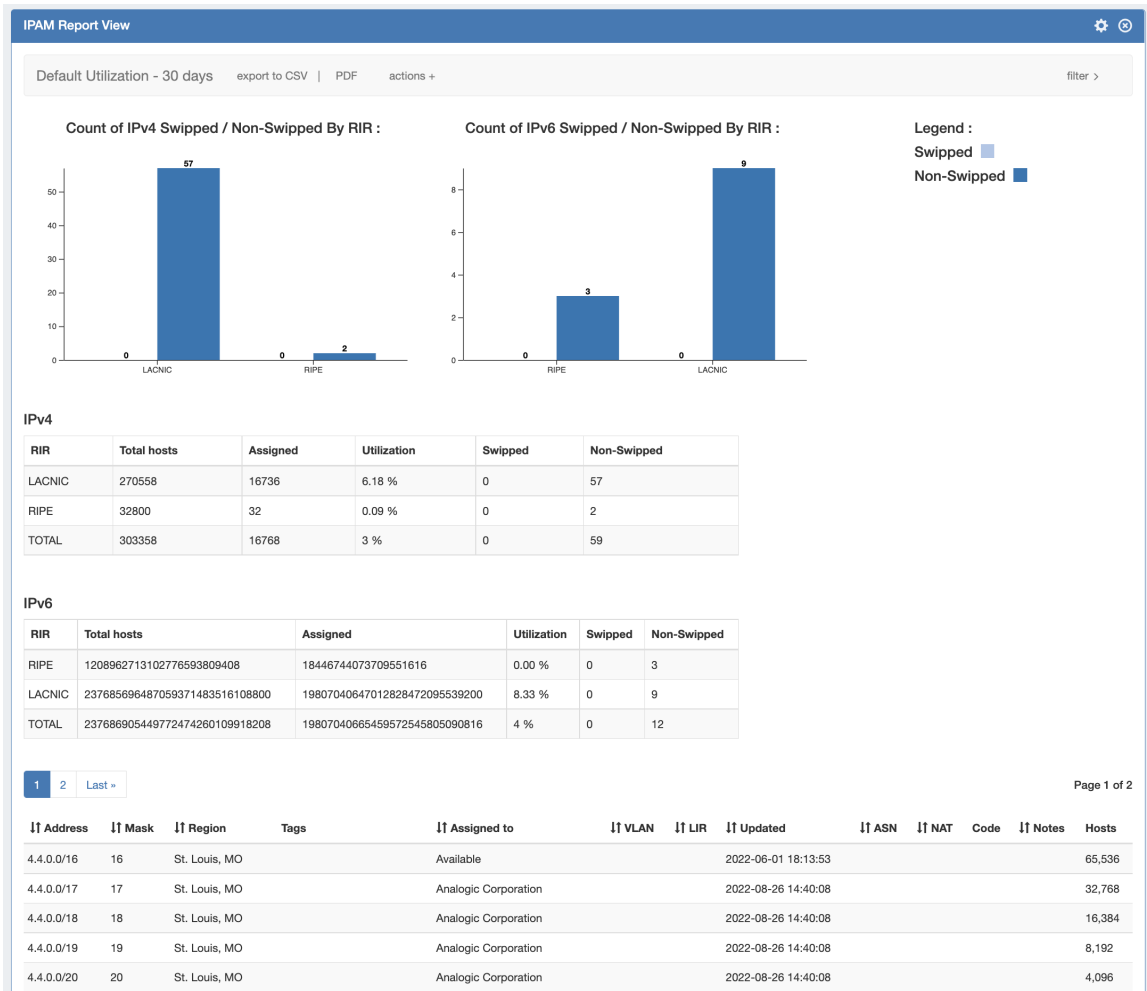 IPAM Report View
Default Utilization - 30 days export to CSV | PDF actions + filter >
Count of IPv4 Swipped / Non-Swipped By RIR :
57
50
40
30
20
10
0
0
0
2
LACNIC RIPE
Count of IPv6 Swipped / Non-Swipped By RIR :
9
8
6
4
3
2
0
0
0
RIPE LACNIC
Legend :
Swipped
Non-Swipped
IPv4
RIR Total hosts Assigned Utilization Swipped Non-Swipped
LACNIC 270558 16736 6.18 % 0 57
RIPE 32800 32 0.09 % 0 2
TOTAL 303358 16768 3 % 0 59
IPv6
RIR Total hosts Assigned Utilization Swipped Non-Swipped
RIPE 1208962713102776593809408 18446744073709551616 0.00 % 0 3
LACNIC 237685696487059371483516108800 19807040647012828472095539200 8.33 % 0 9
TOTAL 237686905449772474260109918208 19807040665459572545805090816 4 % 0 12
1 2 Last » Page 1 of 2
Address Mask Region Tags Assigned to VLAN LIR Updated ASN NAT Code Notes Hosts
4.4.0.0/16 16 St. Louis, MO Available 2022-06-01 18:13:53 65,536
4.4.0.0/17 17 St. Louis, MO Analogic Corporation 2022-08-26 14:40:08 32,768
4.4.0.0/18 18 St. Louis, MO Analogic Corporation 2022-08-26 14:40:08 16,384
4.4.0.0/19 19 St. Louis, MO Analogic Corporation 2022-08-26 14:40:08 8,192
4.4.0.0/20 20 St. Louis, MO Analogic Corporation 2022-08-26 14:40:08 4,096